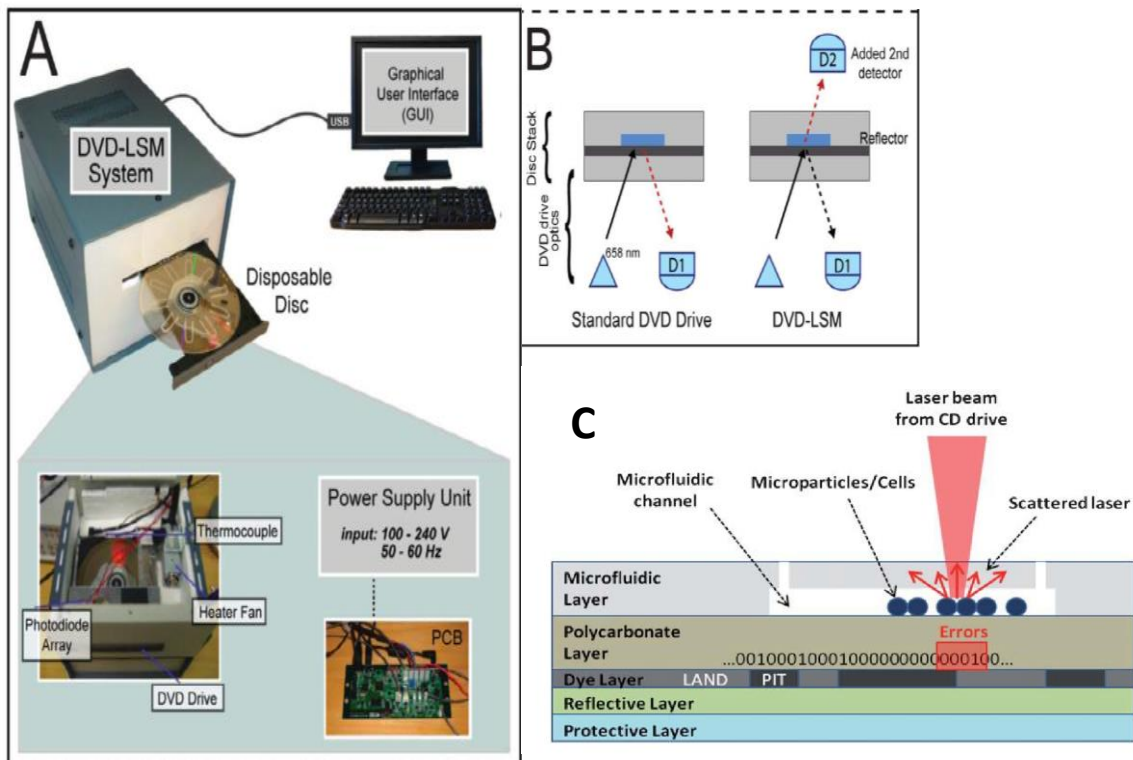 A
DVD-LSM
System
USB
Graphical
User Interface
(GUI)
Disposable
Disc
Thermocouple
Heater Fan
Photodiode
Array
DVD Drive
Power Supply Unit
input: 100 - 240 V
50 - 60 Hz
PCB
B
D2
Added 2nd
detector
Disc Stack
Reflector
DVD drive
optics
658 nm
D1
D1
Standard DVD Drive
DVD-LSM
C
Laser beam
from CD drive
Microfluidic
channel
Microparticles/Cells
Scattered laser
Microfluidic
Layer
Polycarbonate
Layer
Errors
...0010001000100000000000000100...
Dye Layer
LAND
PIT
Reflective Layer
Protective Layer